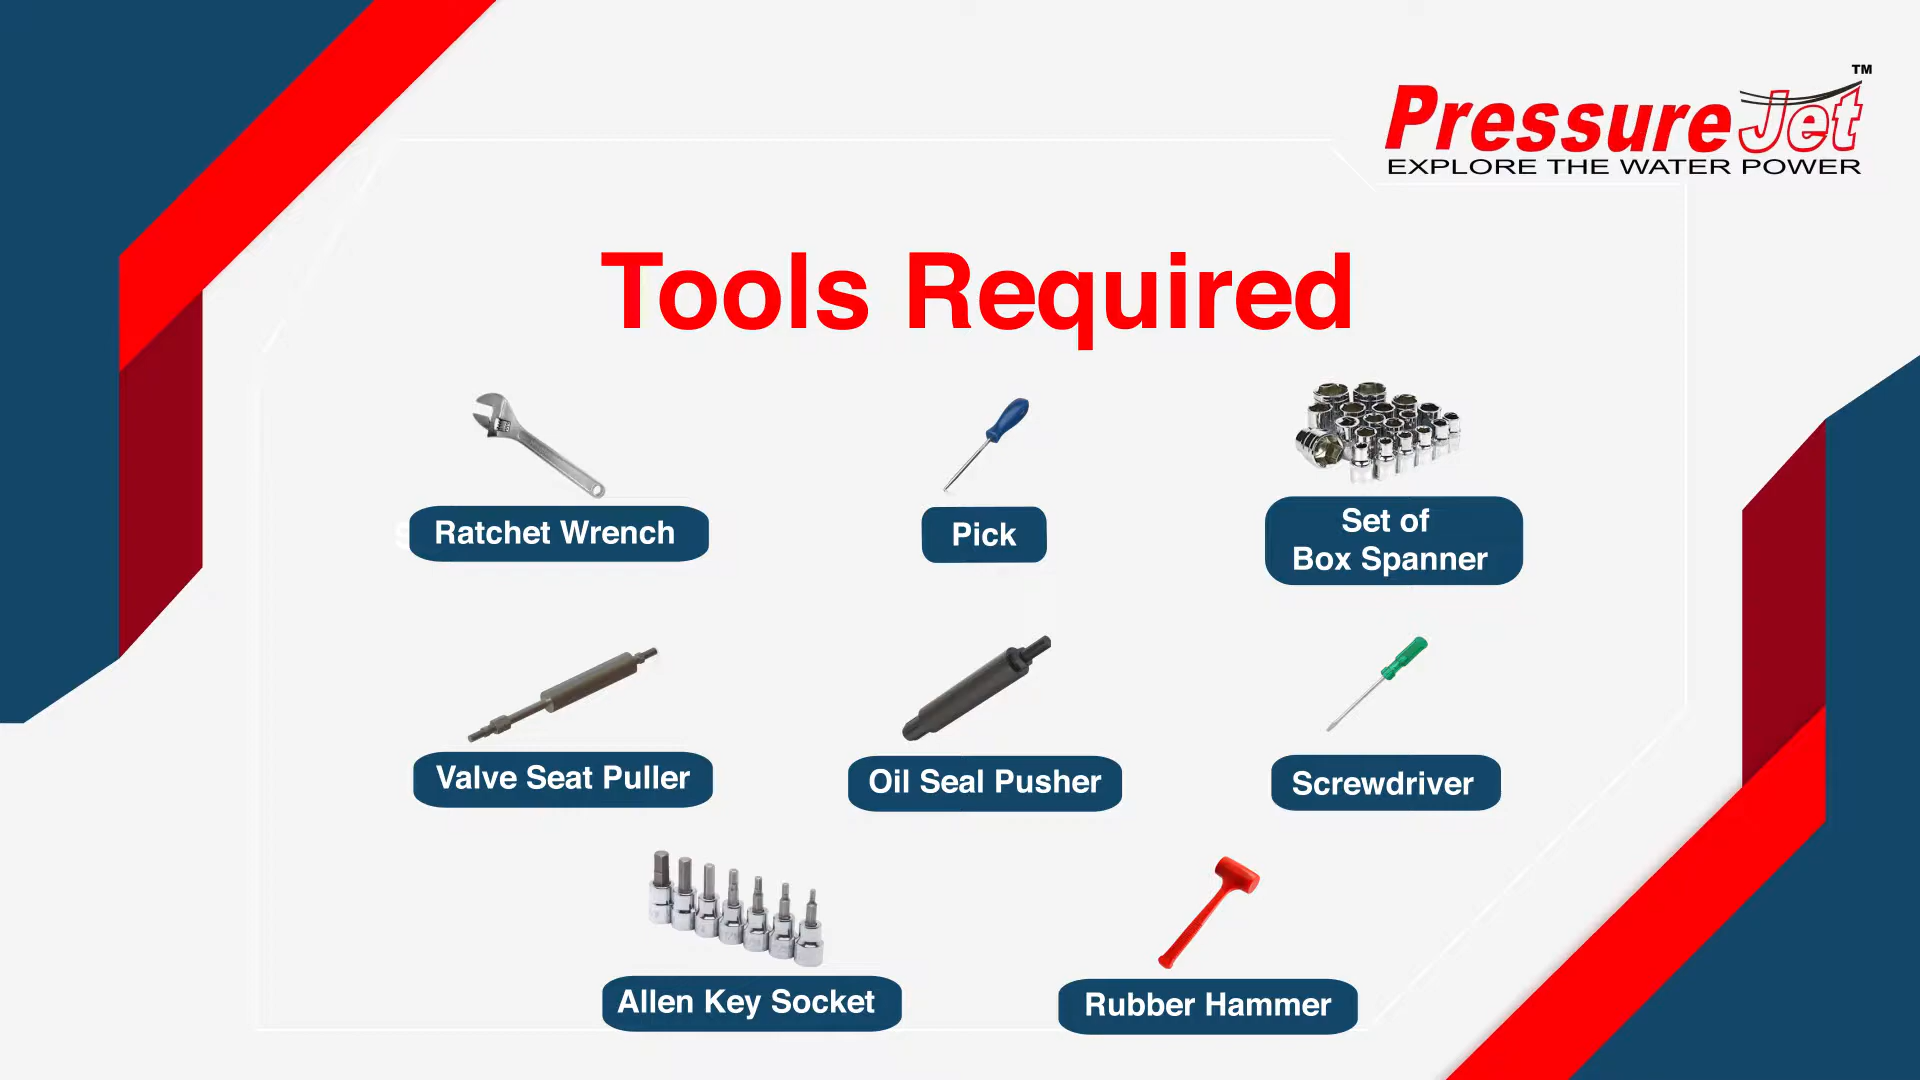 PressureJet™
EXPLORE THE WATER POWER
Tools Required
Ratchet Wrench
Pick
Set of
Box Spanner
Valve Seat Puller
Oil Seal Pusher
Screwdriver
Allen Key Socket
Rubber Hammer